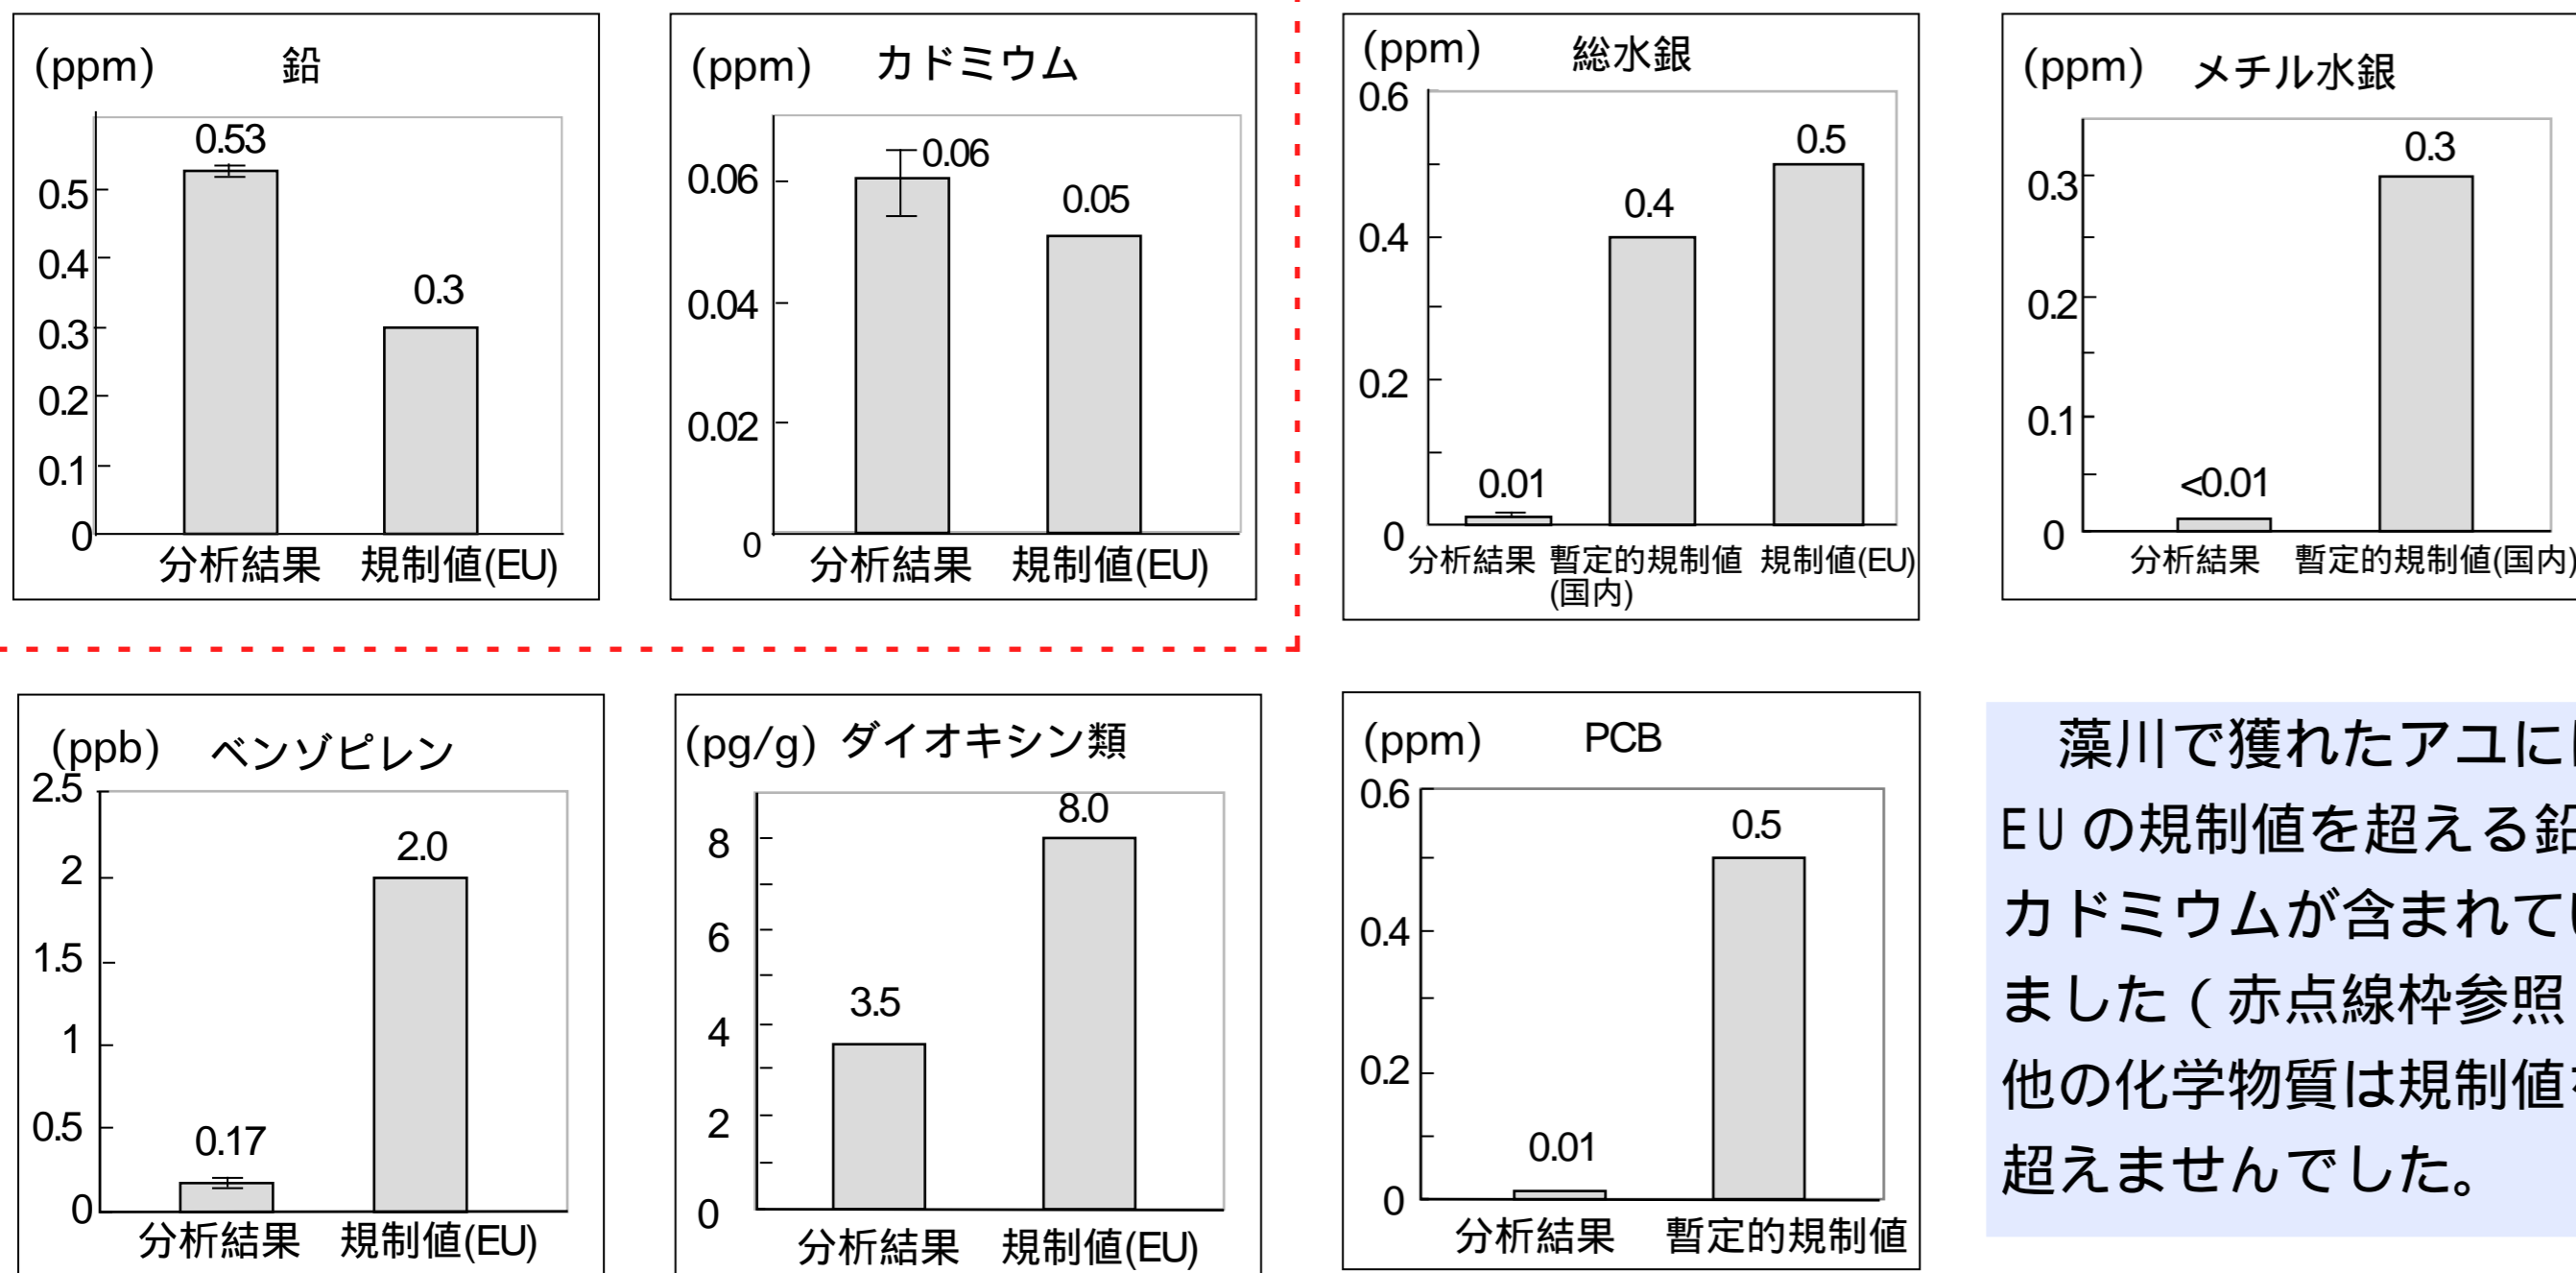 (ppm) 鉛
0.53
0.5
0.4
0.3
0.3
0.2
0.1
0
分析結果 規制値(EU)
(ppm) カドミウム
0.06
0.06
0.05
0.04
0.02
0
分析結果 規制値(EU)
(ppm) 総水銀
0.6
0.5
0.4
0.4
0.2
0.01
0
分析結果 暫定的規制値 規制値(EU)
(国内)
(ppm) メチル水銀
0.3
0.3
0.2
0.1
<0.01
0
分析結果 暫定的規制値(国内)
(ppb) ベンゾピレン
2.5
2.0
2
1.5
1
0.5
0.17
0
分析結果 規制値(EU)
(pg/g) ダイオキシン類
8.0
8
6
3.5
4
2
0
分析結果 規制値(EU)
(ppm) PCB
0.6
0.5
0.4
0.2
0.01
0
分析結果 暫定的規制値
藻川で獲れたアユに
EUの規制値を超える鉛
カドミウムが含まれてい
ました(赤点線枠参照
他の化学物質は規制値を
超えませんでした。